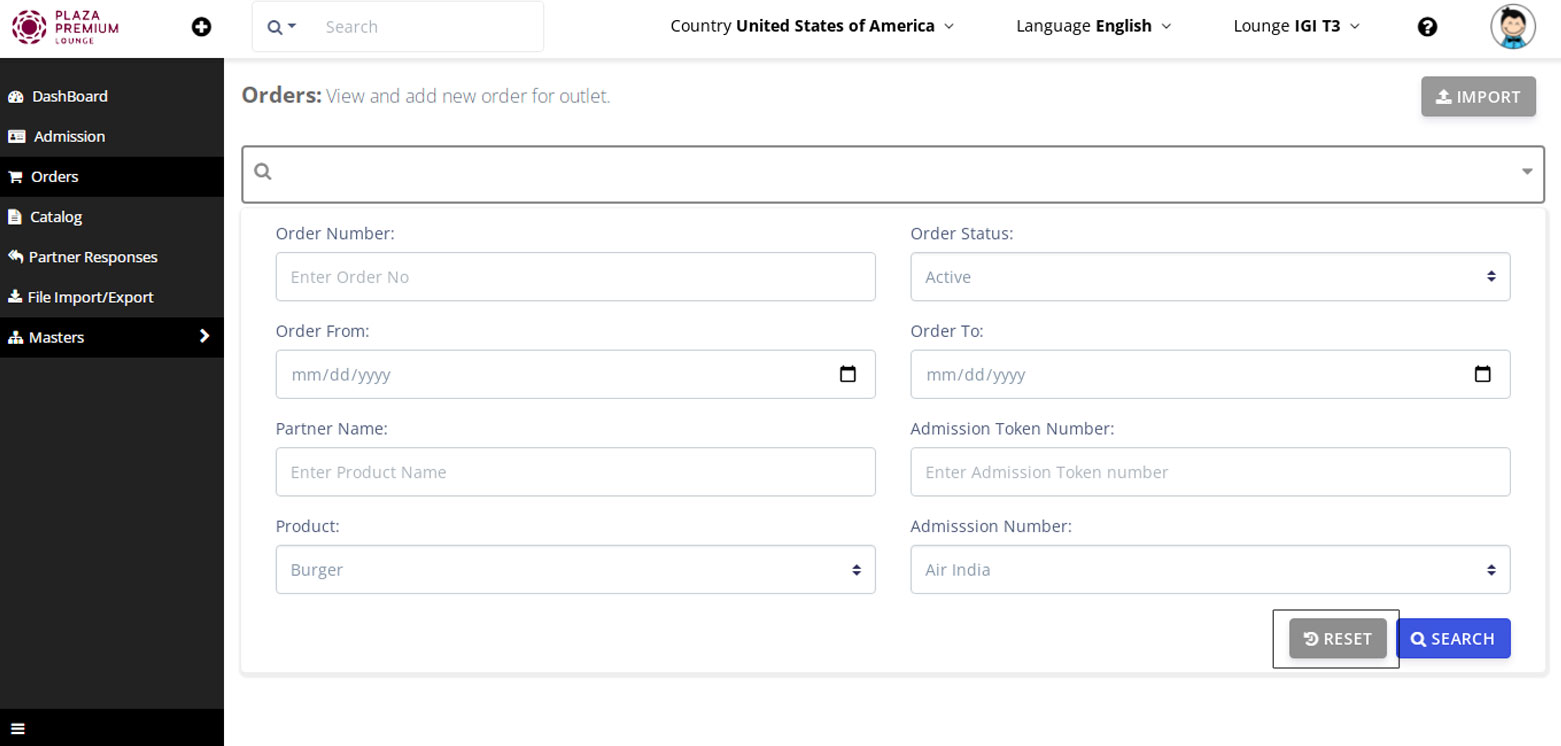 PLAZA
PREMIUM
LOUNGE
Search
Country United States of America
Language English
Lounge IGI T3
DashBoard
Admission
Orders
Catalog
Partner Responses
File Import/Export
Masters
Orders: View and add new order for outlet.
IMPORT
Order Number:
Order Status:
Enter Order No
Active
Order From:
Order To:
mm/dd/yyyy
mm/dd/yyyy
Partner Name:
Admission Token Number:
Enter Product Name
Enter Admission Token number
Product:
Admisssion Number:
Burger
Air India
RESET
SEARCH